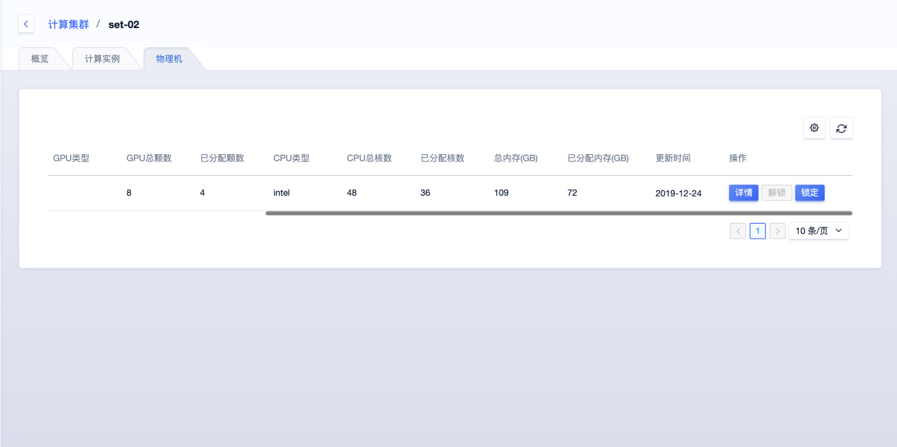 计算集群 / set-02
概览 计算实例 物理机
GPU类型 GPU总颗数 已分配颗数 CPU类型 CPU总核数 已分配核数 总内存(GB) 已分配内存(GB) 更新时间 操作
8 4 intel 48 36 109 72 2019-12-24 详情 解锁 锁定
1 10 条/页